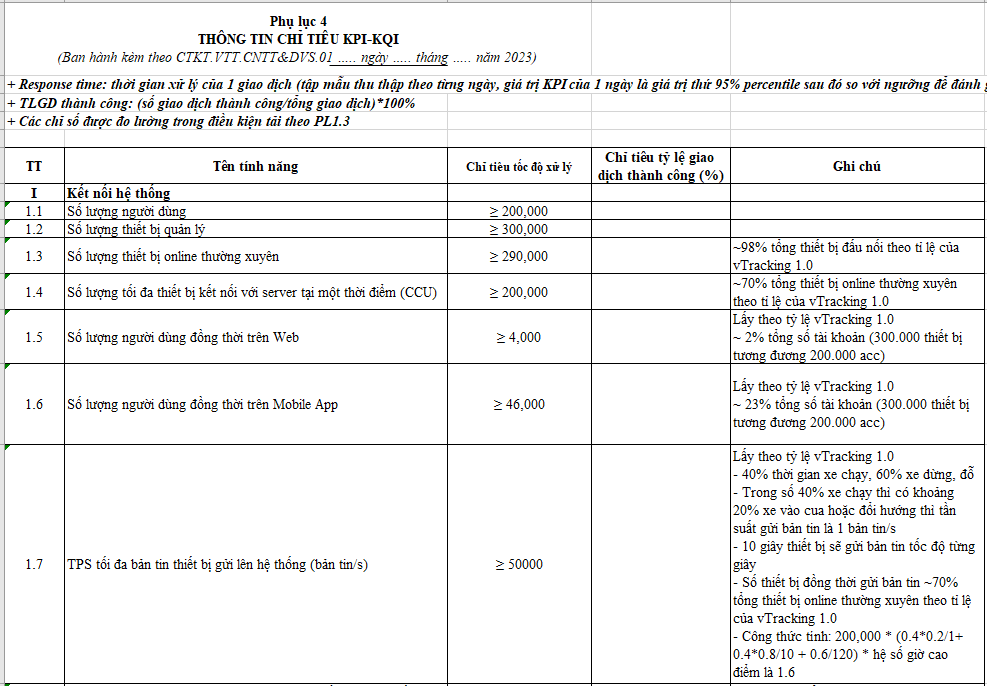 Phụ lục 4
THÔNG TIN CHỈ TIÊU KPI-KQI
(Ban hành kèm theo CTKT.VTT.CNTT&DVS.01 ..... ngày ..... tháng ..... năm 2023)
+ Response time: thời gian xử lý của 1 giao dịch (tập mẫu thu thập theo từng ngày, giá trị KPI của 1 ngày là giá trị thứ 95% percentile sau đó so với ngưỡng để đánh
+ TLGD thành công: (số giao dịch thành công/tổng giao dịch)*100%
+ Các chỉ số được đo lường trong điều kiện tải theo PL1.3
TT
Tên tính năng
Chỉ tiêu tốc độ xử lý
Chỉ tiêu tỷ lệ giao
dịch thành công (%)
Ghi chú
I
Kết nối hệ thống
1.1
Số lượng người dùng
≥ 200,000
1.2
Số lượng thiết bị quản lý
≥ 300,000
1.3
Số lượng thiết bị online thường xuyên
≥ 290,000
~98% tổng thiết bị đấu nối theo tỉ lệ của
vTracking 1.0
1.4
Số lượng tối đa thiết bị kết nối với server tại một thời điểm (CCU)
≥ 200,000
~70% tổng thiết bị online thường xuyên
theo tỉ lệ của vTracking 1.0
1.5
Số lượng người dùng đồng thời trên Web
≥ 4,000
Lấy theo tỷ lệ vTracking 1.0
~ 2% tổng số tài khoản (300.000 thiết bị
tương đương 200.000 acc)
1.6
Số lượng người dùng đồng thời trên Mobile App
≥ 46,000
Lấy theo tỷ lệ vTracking 1.0
~ 23% tổng số tài khoản (300.000 thiết bị
tương đương 200.000 acc)
1.7
TPS tối đa bản tin thiết bị gửi lên hệ thống (bản tin/s)
≥ 50000
Lấy theo tỷ lệ vTracking 1.0
- 40% thời gian xe chạy, 60% xe dừng, đỗ
- Trong số 40% xe chạy thì có khoảng
20% xe vào cua hoặc đổi hướng thì tần
suất gửi bản tin là 1 bản tin/s
- 10 giây thiết bị sẽ gửi bản tin tốc độ từng
giây
- Số thiết bị đồng thời gửi bản tin ~70%
tổng thiết bị online thường xuyên theo tỉ lệ
của vTracking 1.0
- Công thức tính: 200,000 * (0.4*0.2/1+
0.4*0.8/10 + 0.6/120) * hệ số giờ cao
điểm là 1.6